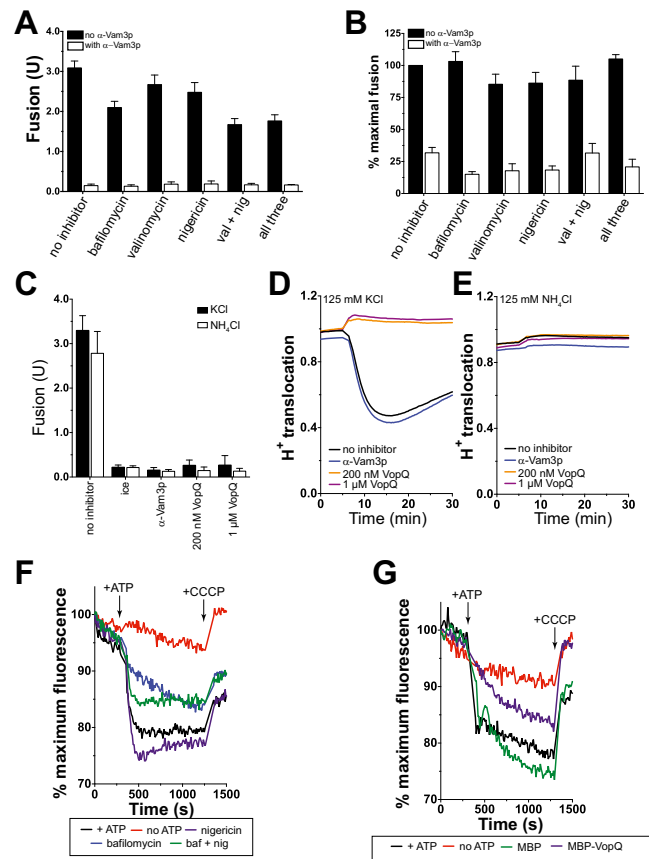 A
no α-Vam3p
with α-Vam3p
Fusion (U)
4.0
3.0
2.0
1.0
0.0
no inhibitor
bafilomycin
valinomycin
nigericin
val + nig
all three
B
no α-Vam3p
with α-Vam3p
% maximal fusion
125
100
75
50
25
0
no inhibitor
bafilomycin
valinomycin
nigericin
val + nig
all three
C
KCl
NH4Cl
Fusion (U)
4.0
3.0
2.0
1.0
0.0
no inhibitor
ice
α-Vam3p
200 nM VopQ
1 µM VopQ
D
125 mM KCl
H+ translocation
1.2
0.8
0.4
0
no inhibitor
α-Vam3p
200 nM VopQ
1 µM VopQ
0
10
20
30
Time (min)
E
125 mM NH4Cl
H+ translocation
1.2
0.8
0.4
0
no inhibitor
α-Vam3p
200 nM VopQ
1 µM VopQ
0
10
20
30
Time (min)
F
+ATP
+CCCP
% maximum fluorescence
100
90
80
70
0
500
1000
1500
Time (s)
+ ATP
no ATP
nigericin
bafilomycin
baf + nig
G
+ATP
+CCCP
% maximum fluorescence
100
90
80
70
0
500
1000
1500
Time (s)
+ ATP
no ATP
MBP
MBP-VopQ